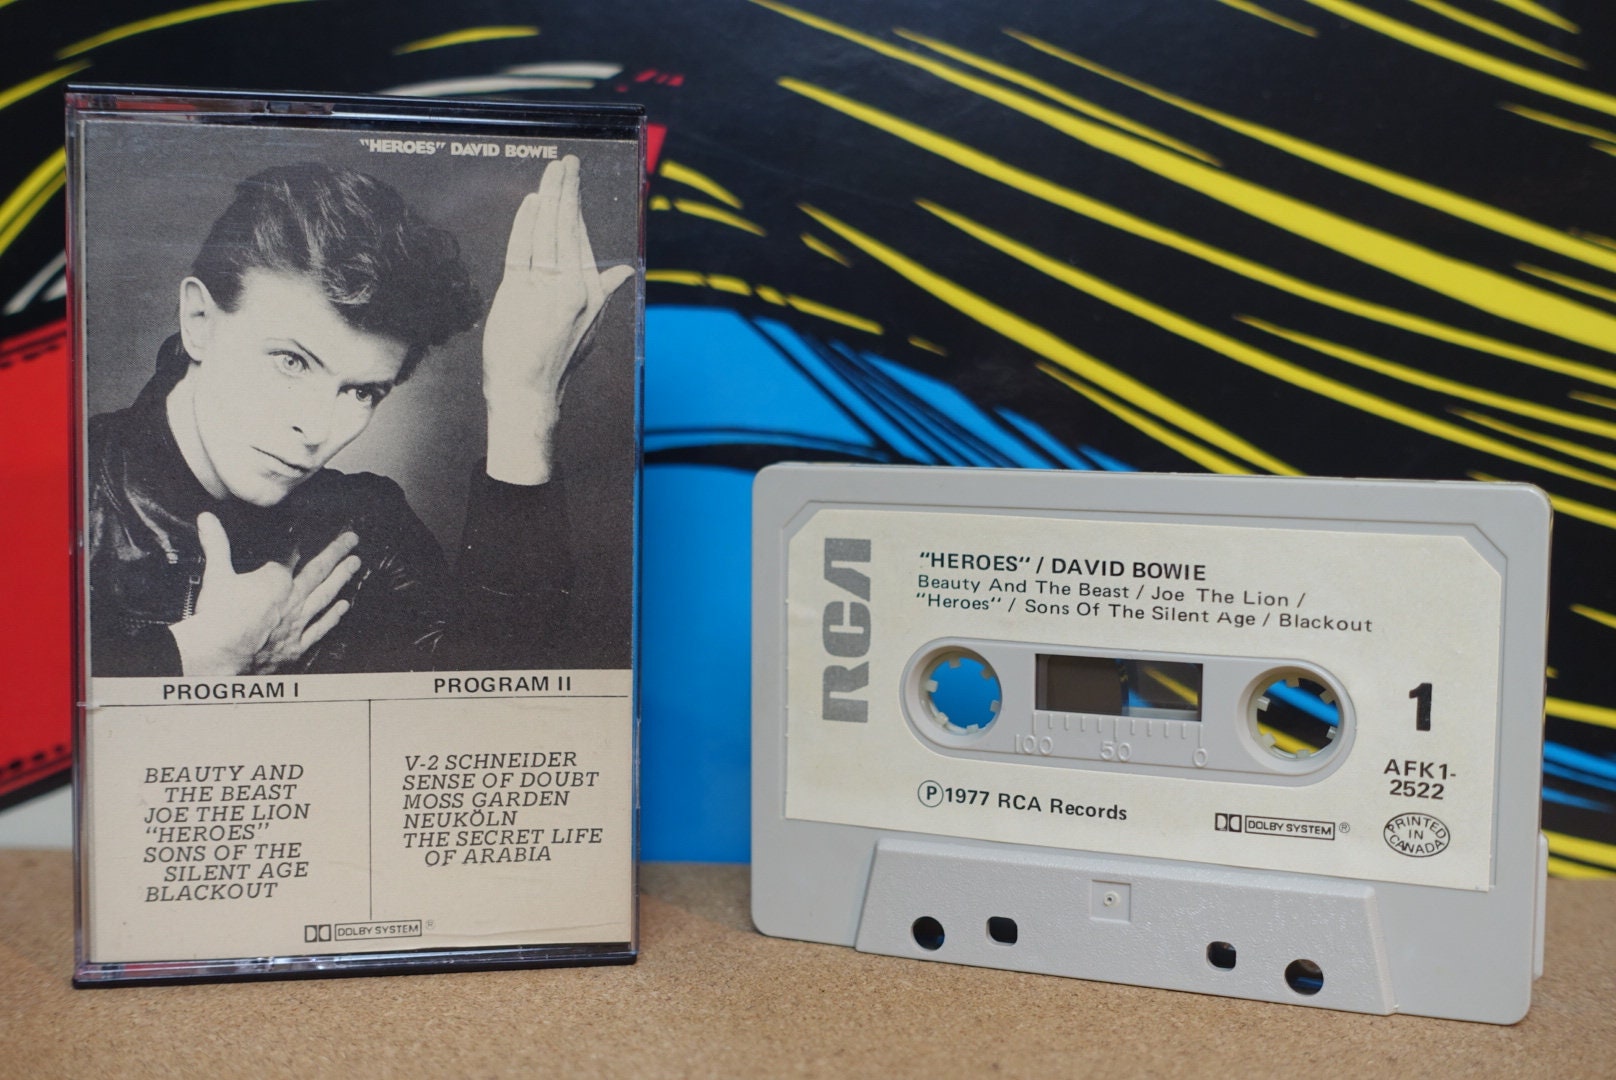 "HEROES" DAVID BOWIE
PROGRAM I
BEAUTY AND
THE BEAST
JOE THE LION
"HEROES"
SONS OF THE
SILENT AGE
BLACKOUT
PROGRAM II
V-2 SCHNEIDER
SENSE OF DOUBT
MOSS GARDEN
NEUKÖLN
THE SECRET LIFE
OF ARABIA
DOLBY SYSTEM ®
RCA
"HEROES" / DAVID BOWIE
Beauty And The Beast / Joe The Lion /
"Heroes" / Sons Of The Silent Age / Blackout
100 50 0
1
AFK1-
2522
Ⓟ1977 RCA Records
DOLBY SYSTEM ®
PRINTED
IN
CANADA